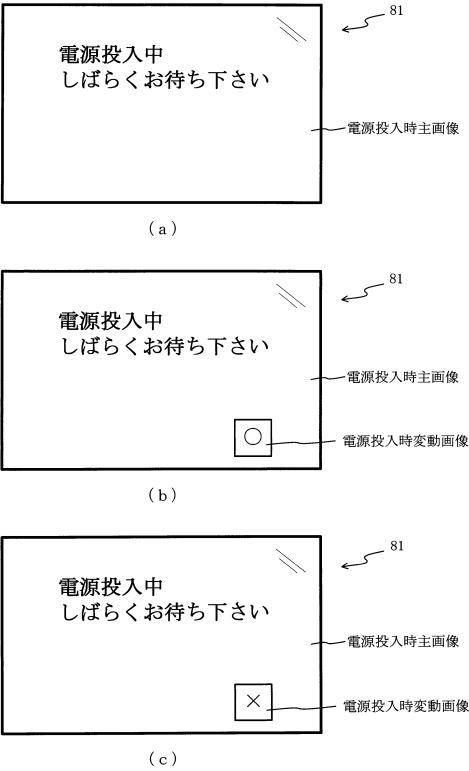 81
電源投入中
しばらくお待ち下さい
電源投入時主画像
(a)
81
電源投入中
しばらくお待ち下さい
電源投入時主画像
○
電源投入時変動画像
(b)
81
電源投入中
しばらくお待ち下さい
電源投入時主画像
×
電源投入時変動画像
(c)